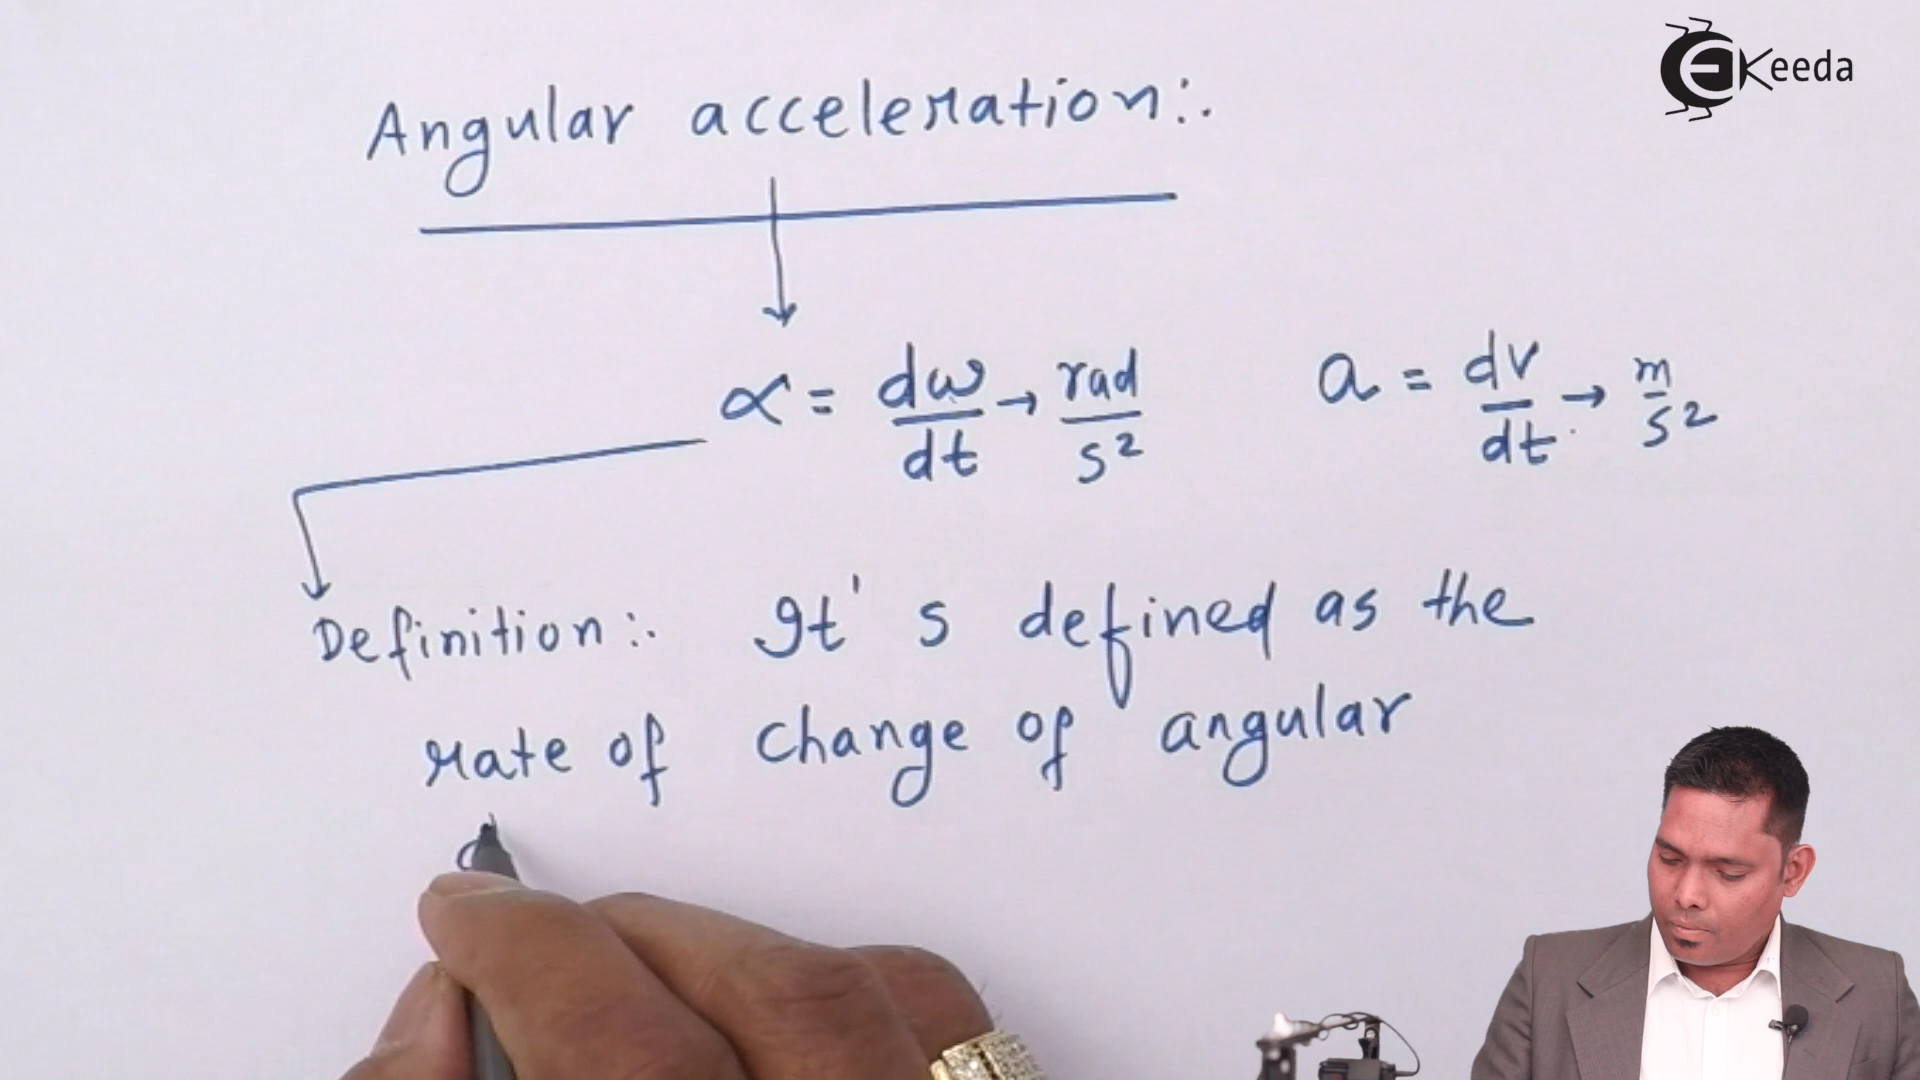 EKeeda
Angular acceleration:.
α = dω/dt → rad/s² a = dv/dt → m/s²
Definition:. It's defined as the
rate of change of angular